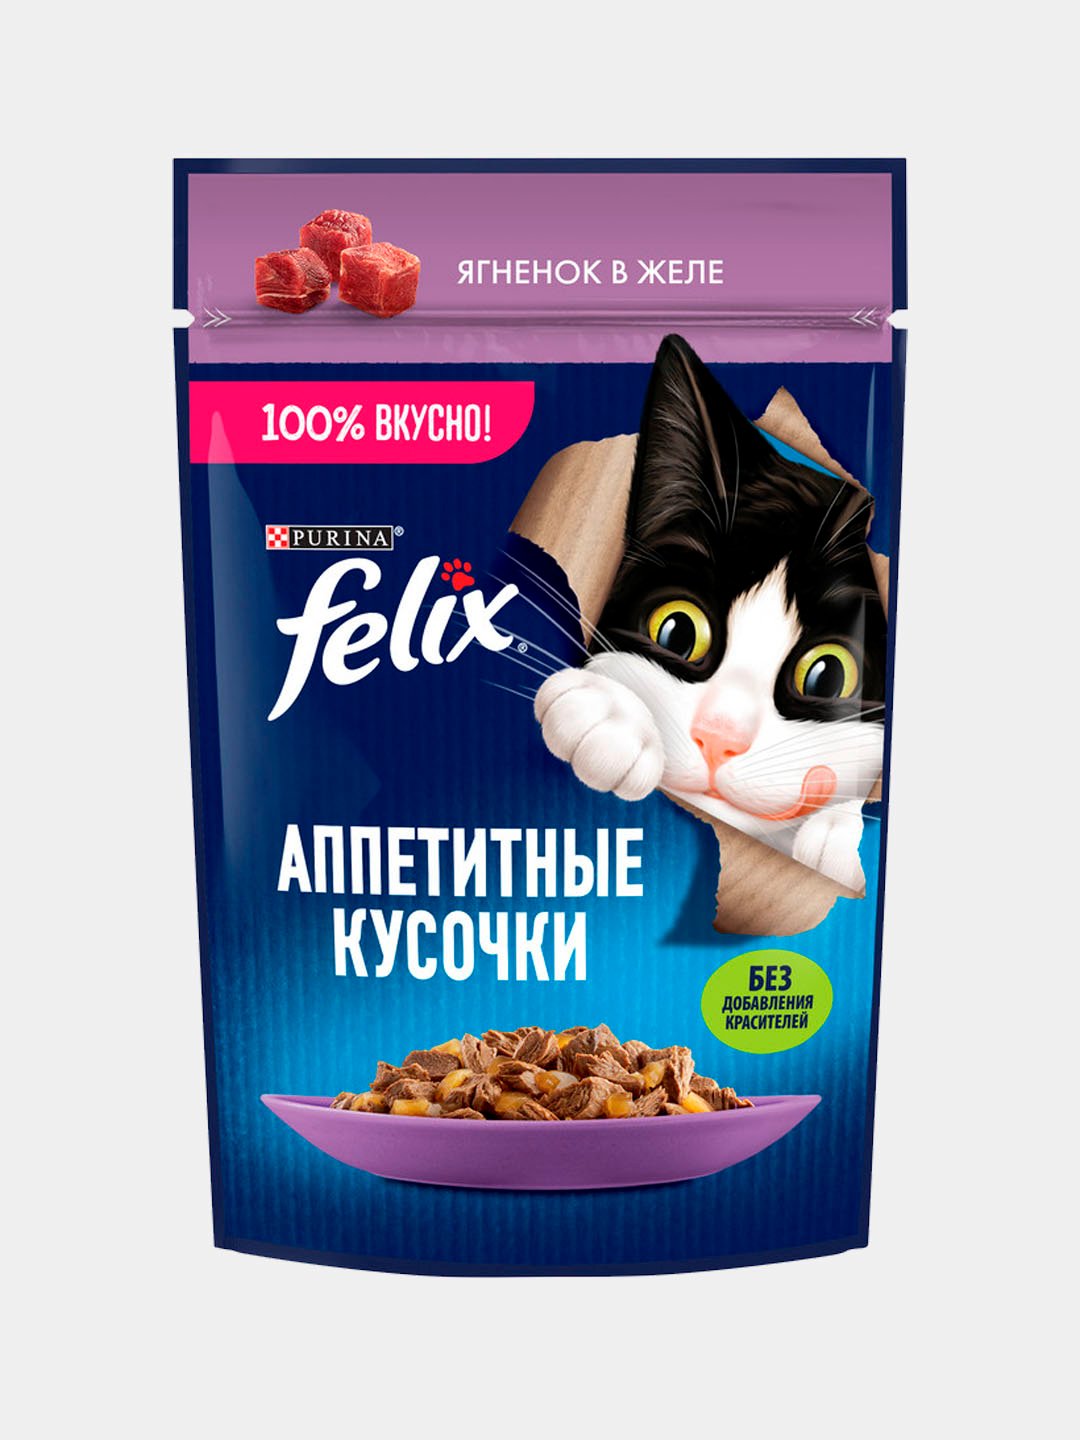 ЯГНЕНОК В ЖЕЛЕ
100% ВКУСНО!
PURINA®
felix®
АППЕТИТНЫЕ
КУСОЧКИ
БЕЗ
ДОБАВЛЕНИЯ
КРАСИТЕЛЕЙ